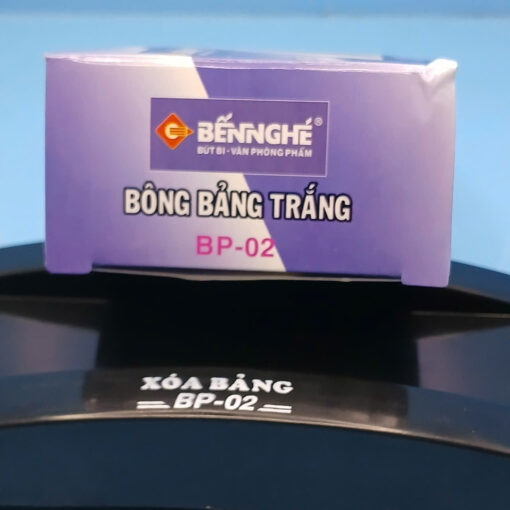 BẾNNGHÉ®
BÚT BI - VĂN PHÒNG PHẨM
BÔNG BẢNG TRẮNG
BP-02
XÓA BẢNG
BP-02